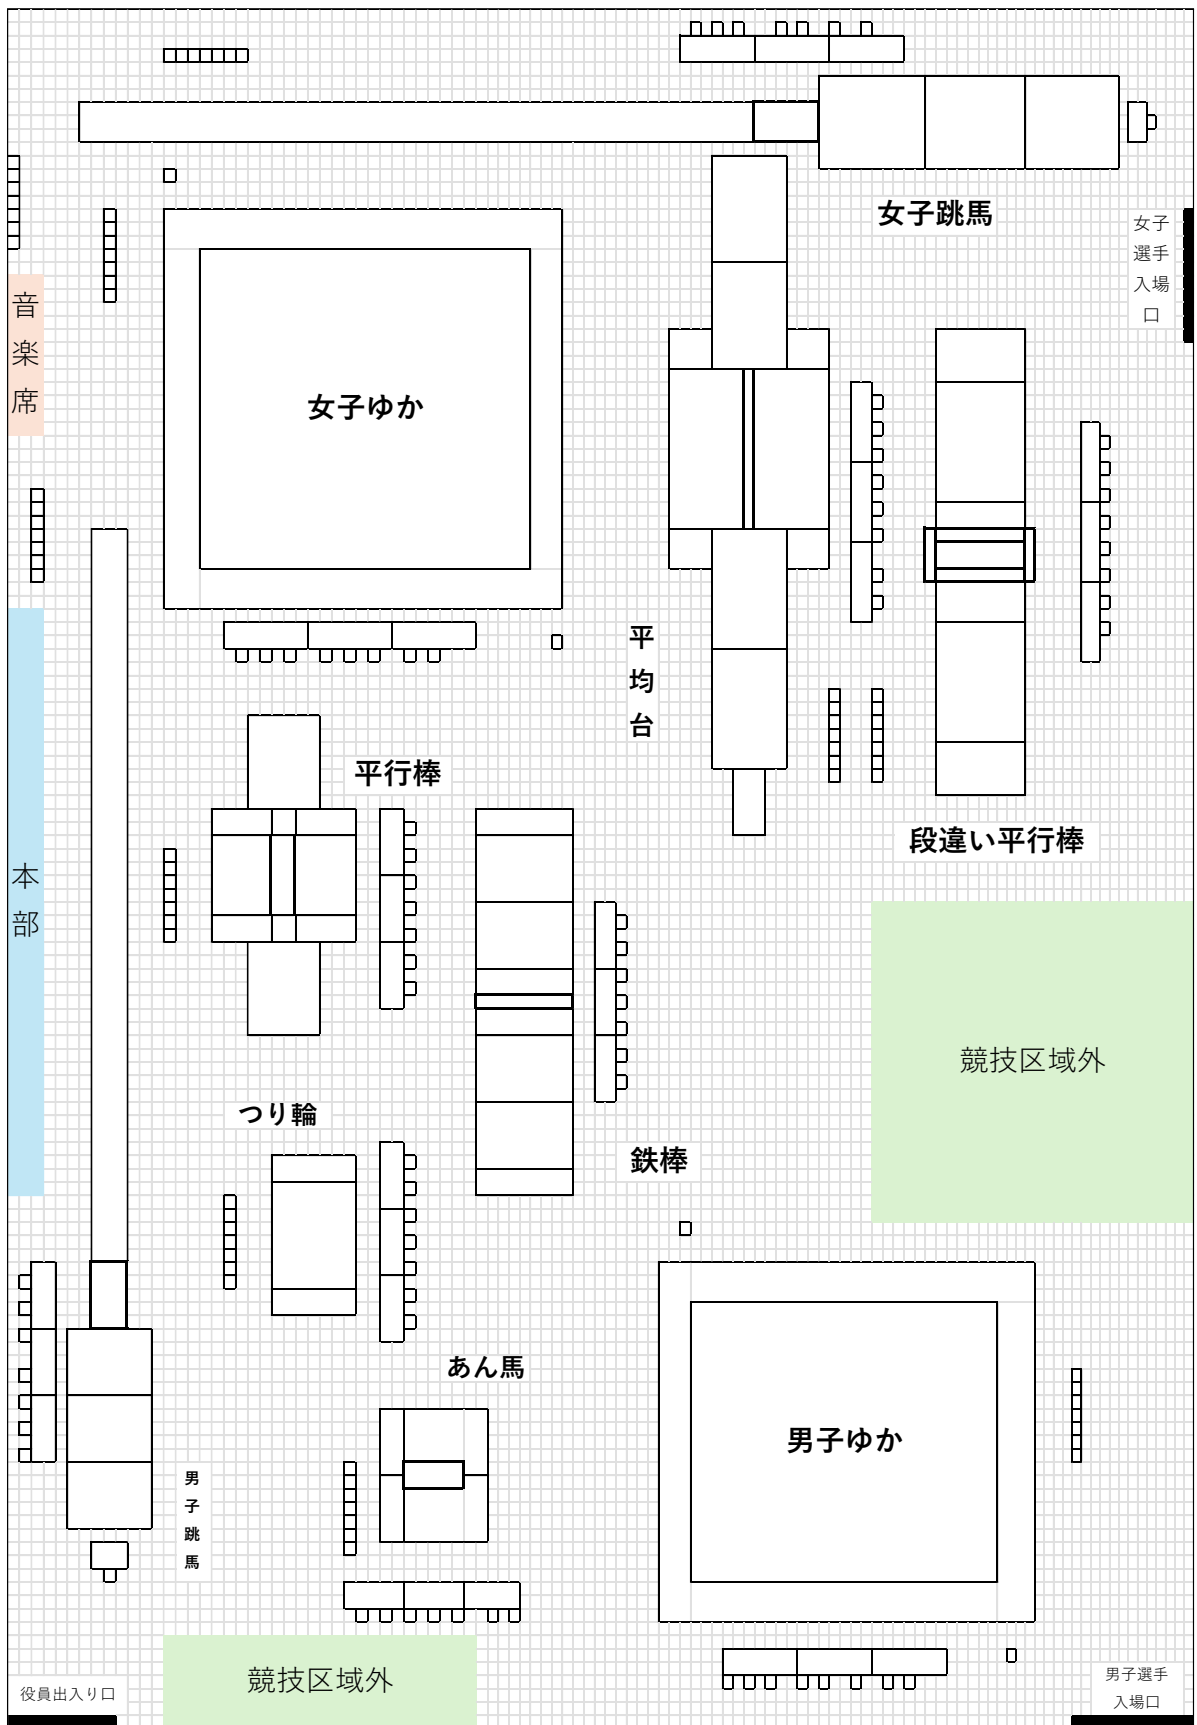 女子跳馬
女子
選手
入場
口
音
楽
席
女子ゆか
平
均
台
平行棒
段違い平行棒
本
部
競技区域外
つり輪
鉄棒
あん馬
男子ゆか
男
子
跳
馬
競技区域外
役員出入り口
男子選手
入場口